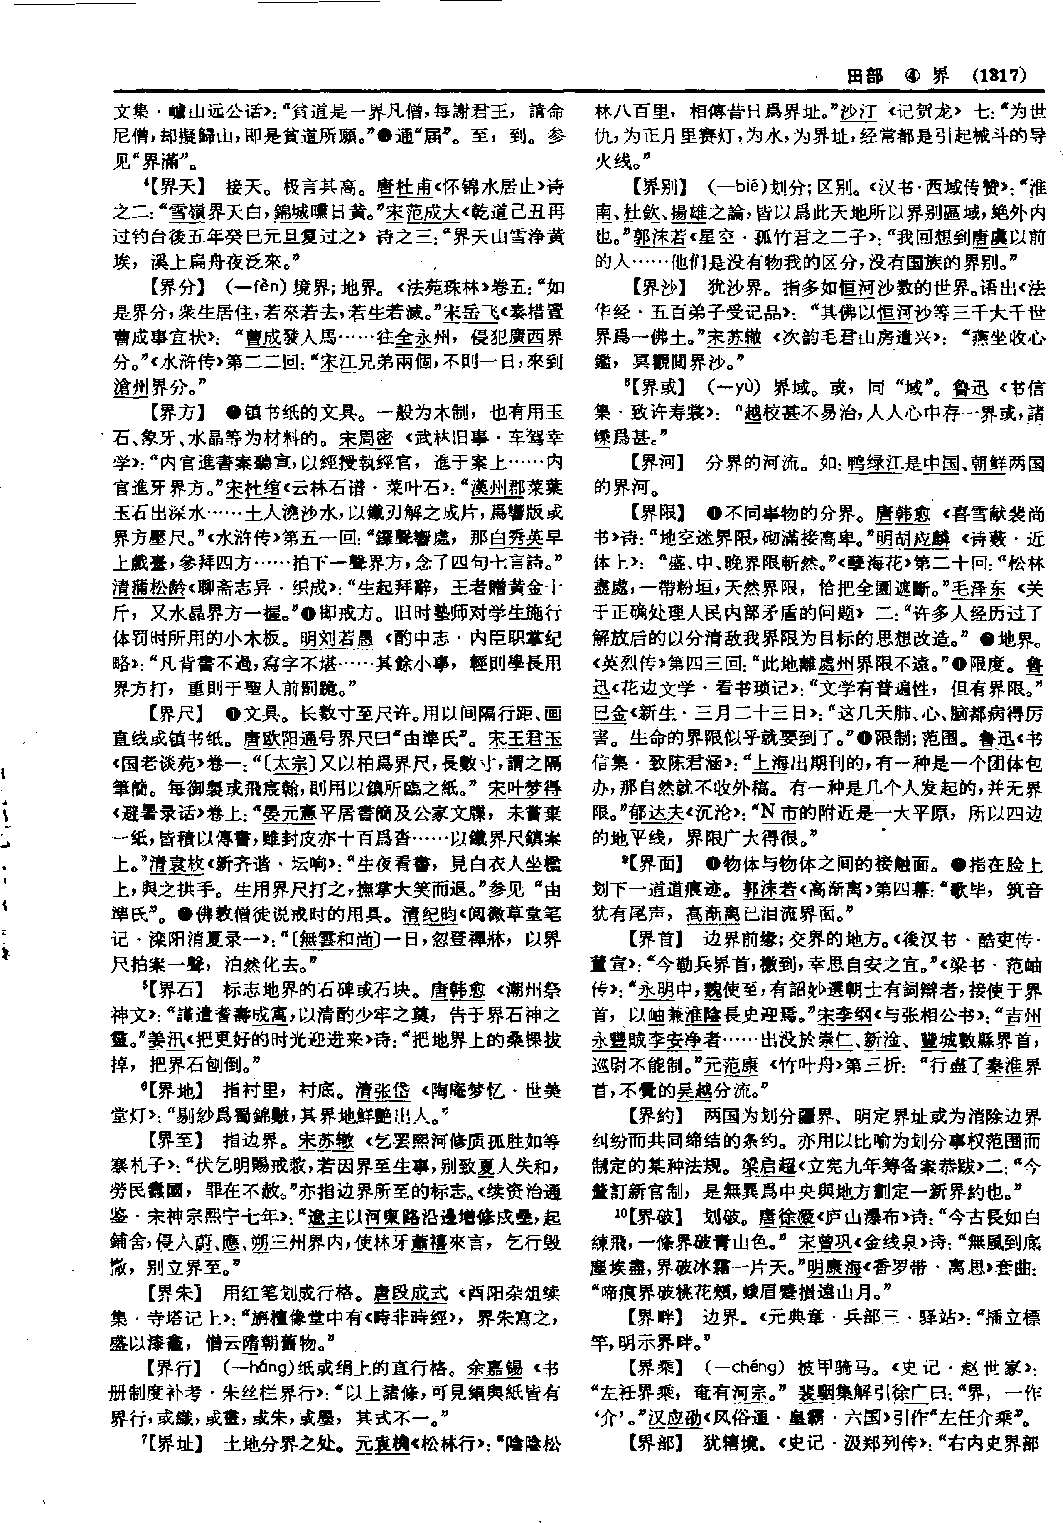 田部　④　界　(1317)
文集·𪩘山远公话》：“貧道是一界凡僧，每謝君王，請命
尼僧，却擬歸山，即是貧道所願。”●通“屆”。至；到。参
见“界滿”。
⁴【界天】　接天。极言其高。唐杜甫《怀锦水居止》诗
之二：“雪嶺界天白，錦城曛日黃。”宋范成大《乾道己丑再
过钓台後五年癸巳元旦复过之》诗之三：“界天山雪浄黄
埃，溪上扁舟夜泛來。”
【界分】（—fèn）境界；地界。《法苑珠林》卷五：“如
是界分，衆生居住，若來若去，若生若滅。”宋岳飞《奏措置
曹成事宜状》：“曹成發人馬……往全永州，侵犯廣西界
分。”《水浒传》第二二回：“宋江兄弟兩個，不則一日，來到
滄州界分。”
【界方】　❶镇书纸的文具。一般为木制，也有用玉
石、象牙、水晶等为材料的。宋周密《武林旧事·车驾幸
学》：“内官進書案聽宣，以經授執經官，進于案上……内
官進牙界方。”宋杜绾《云林石谱·菜叶石》：“漢州郡菜葉
玉石出深水……土人澆沙水，以鐵刃解之成片，爲響版或
界方壓尺。”《水浒传》第五一回：“鑼聲響處，那白秀英早
上戲臺，參拜四方……拍下一聲界方，念了四句七言詩。”
清蒲松龄《聊斋志异·织成》：“生起拜辭，王者贈黃金十
斤，又水晶界方一握。”❷即戒方。旧时塾师对学生施行
体罚时所用的小木板。明刘若愚《酌中志·内臣职掌纪
略》：“凡背書不過，寫字不堪……其餘小事，輕則學長用
界方打，重則于聖人前罰跪。”
【界尺】　❶文具。长数寸至尺许。用以间隔行距、画
直线或镇书纸。唐欧阳通号界尺曰“由準氏”。宋王君玉
《国老谈苑》卷一：“〔太宗〕又以柏爲界尺，長數寸，謂之隔
筆簡。每御製或飛宸翰，則用以鎮所臨之紙。”宋叶梦得
《避暑录话》卷上：“晏元憲平居書簡及公家文牒，未嘗棄
一紙，皆積以傳書，雖封皮亦十百爲沓……以鐵界尺鎮案
上。”清袁枚《新齐谐·坛响》：“生夜看書，見白衣人坐檻
上，與之拱手。生用界尺打之，撫掌大笑而退。”参见“由
準氏”。❷佛教僧徒说戒时的用具。清纪昀《阅微草堂笔
记·滦阳消夏录一》：“〔無雲和尚〕一日，忽登禪牀，以界
尺拍案一聲，泊然化去。”
⁵【界石】　标志地界的石碑或石块。唐韩愈《潮州祭
神文》：“謹遣耆壽成寓，以清酌少牢之奠，告于界石神之
靈。”姜汛《把更好的时光迎进来》诗：“把地界上的桑棵拔
掉，把界石刨倒。”
⁶【界地】　指衬里，衬底。清张岱《陶庵梦忆·世美
堂灯》：“剔紗爲蜀錦皺，其界地鮮艷出人。”
【界至】　指边界。宋苏辙《乞罢熙河修质孤胜如等
寨札子》：“伏乞明賜戒敕，若因界至生事，别致夏人失和，
勞民蠹國，罪在不赦。”亦指边界所至的标志。《续资治通
鉴·宋神宗熙宁七年》：“遼主以河東路沿邊增修戍壘，起
鋪舍，侵入蔚、應、朔三州界内，使林牙蕭禧來言，乞行毁
撤，别立界至。”
【界朱】　用红笔划成行格。唐段成式《酉阳杂俎续
集·寺塔记上》：“旃檀像堂中有《時非時經》，界朱寫之，
盛以漆龕，僧云隋朝舊物。”
【界行】（—háng）纸或绢上的直行格。余嘉锡《书
册制度补考·朱丝栏界行》：“以上諸條，可見絹與紙皆有
界行，或織，或畫，或朱，或墨，其式不一。”
⁷【界址】　土地分界之处。元袁桷《松林行》：“陰陰松
林八百里，相傳昔日爲界址。”沙汀《记贺龙》七：“为世
仇，为正月里赛灯，为水，为界址，经常都是引起械斗的导
火线。”
【界别】（—bié）划分；区别。《汉书·西域传赞》：“淮
南、杜欽、揚雄之論，皆以爲此天地所以界别區域，絶外内
也。”郭沫若《星空·孤竹君之二子》：“我回想到唐虞以前
的人……他们是没有物我的区分，没有国族的界别。”
【界沙】　犹沙界。指多如恒河沙数的世界。语出《法
华经·五百弟子受记品》：“其佛以恒河沙等三千大千世
界爲一佛土。”宋苏辙《次韵毛君山房遣兴》：“燕坐收心
鑑，冥觀閲界沙。”
⁸【界或】（—yù）界域。或，同“域”。鲁迅《书信
集·致许寿裳》：“越校甚不易治，人人心中存一界或，諸
嵊爲甚。”
【界河】　分界的河流。如：鸭绿江是中国、朝鲜两国
的界河。
【界限】　❶不同事物的分界。唐韩愈《喜雪献裴尚
书》诗：“地空迷界限，砌滿接高卑。”明胡应麟《诗薮·近
体上》：“盛、中、晚界限斬然。”《孽海花》第二十回：“松林
盡處，一帶粉垣，天然界限，恰把全園遮斷。”毛泽东《关
于正确处理人民内部矛盾的问题》二：“许多人经历过了
解放后的以分清敌我界限为目标的思想改造。”❷地界。
《英烈传》第四三回：“此地離處州界限不遠。”❸限度。鲁
迅《花边文学·看书琐记》：“文学有普遍性，但有界限。”
巴金《新生·三月二十三日》：“这几天肺、心、脑都病得厉
害。生命的界限似乎就要到了。”❹限制；范围。鲁迅《书
信集·致陈君涵》：“上海出期刊的，有一种是一个团体包
办，那自然就不收外稿。有一种是几个人发起的，并无界
限。”郁达夫《沉沦》：“N市的附近是一大平原，所以四边
的地平线，界限广大得很。”
⁹【界面】　❶物体与物体之间的接触面。❷指在脸上
划下一道道痕迹。郭沫若《高渐离》第四幕：“歌毕，筑音
犹有尾声，高渐离已泪流界面。”
【界首】　边界前缘；交界的地方。《後汉书·酷吏传·
董宣》：“今勒兵界首，檄到，幸思自安之宜。”《梁书·范岫
传》：“永明中，魏使至，有詔妙選朝士有詞辯者，接使于界
首，以岫兼淮陰長史迎焉。”宋李纲《与张相公书》：“吉州
永豐賊李安浄者……出没於崇仁、新淦、豐城數縣界首，
巡尉不能制。”元范康《竹叶舟》第三折：“行盡了秦淮界
首，不覺的吴越分流。”
【界约】　两国为划分疆界、明定界址或为消除边界
纠纷而共同缔结的条约。亦用以比喻为划分事权范围而
制定的某种法规。梁启超《立宪九年筹备案恭跋》二：“今
釐訂新官制，是無異爲中央與地方劃定一新界約也。”
¹⁰【界破】　划破。唐徐凝《庐山瀑布》诗：“今古長如白
練飛，一條界破青山色。”宋曾巩《金线泉》诗：“無風到底
塵埃盡，界破冰霜一片天。”明康海《香罗带·离思》套曲：
“啼痕界破桃花頰，蛾眉蹙損遠山月。”
【界畔】　边界。《元典章·兵部三·驿站》：“插立標
竿，明示界畔。”
【界乘】（—chéng）披甲骑马。《史记·赵世家》：
“左衽界乘，奄有河宗。”裴駰集解引徐广曰：“界，一作
‘介’。”汉应劭《风俗通·皇霸·六国》引作“左任介乘”。
【界部】　犹辖境。《史记·汲郑列传》：“右内史界部